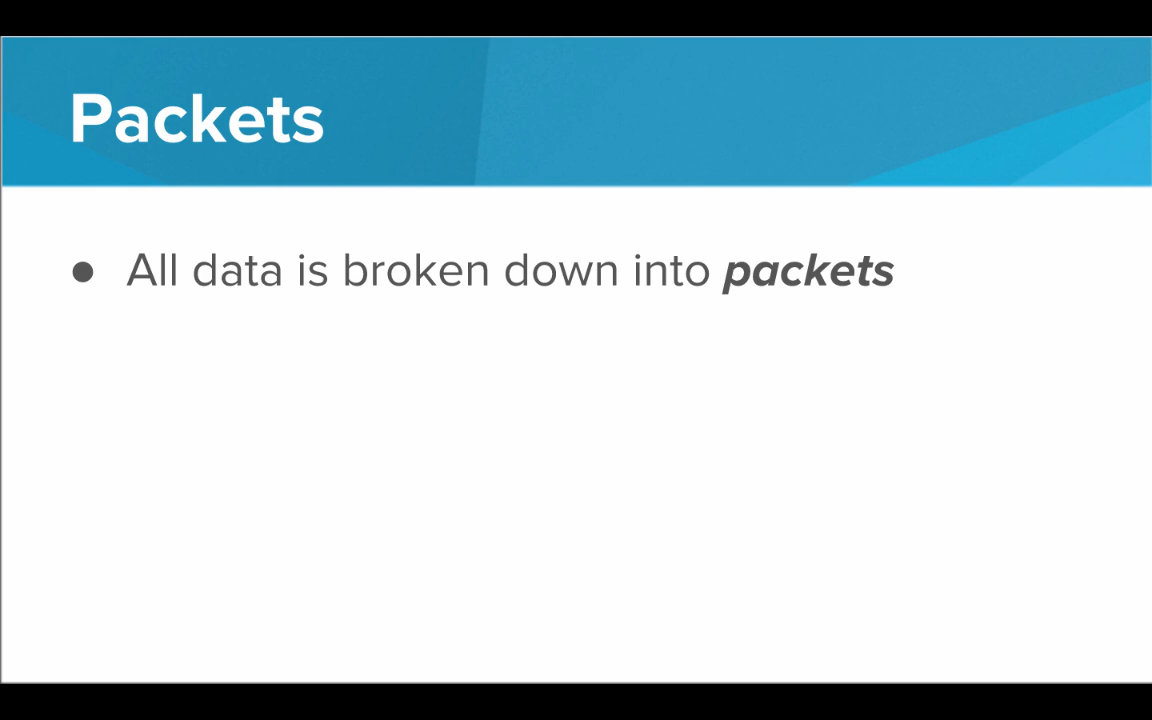 Packets
● All data is broken down into packets